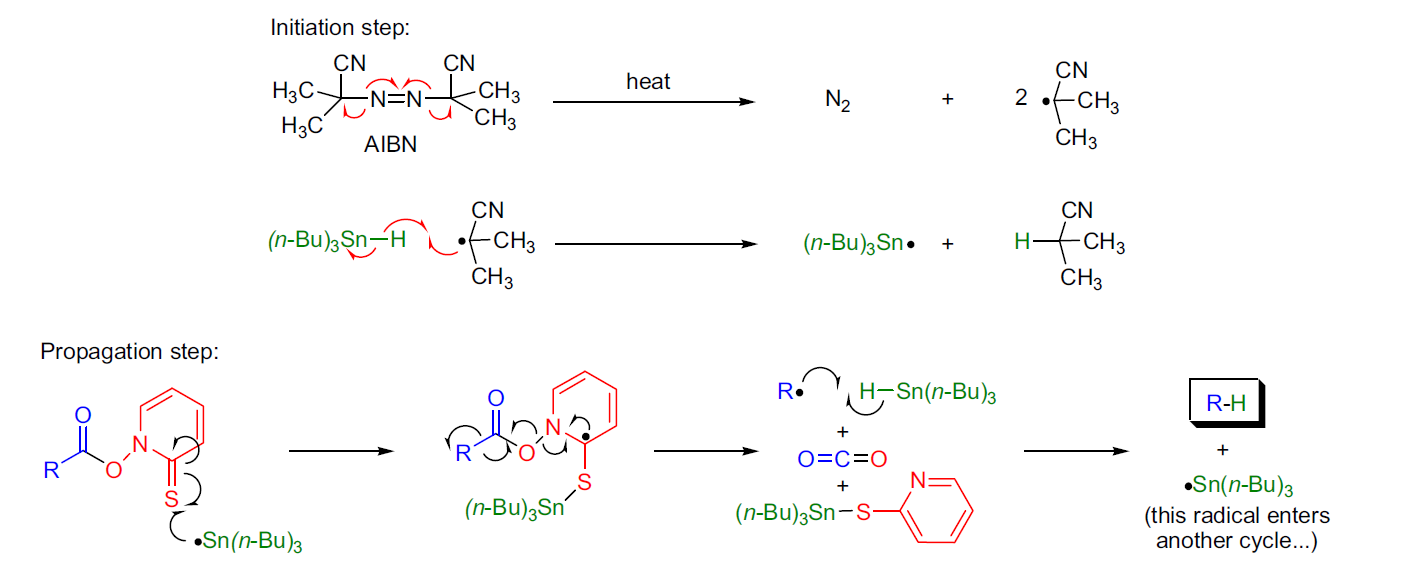 Initiation step:
CN CN
H3C N=N CH3 heat N2 + 2 • CN CH3
H3C CH3 CH3
AIBN
(n-Bu)3Sn–H • CN CH3 (n-Bu)3Sn• + H CN CH3
CH3 CH3
Propagation step:
O R O N S •Sn(n-Bu)3
O R O N S (n-Bu)3Sn
R• H–Sn(n-Bu)3
+
O=C=O
+
(n-Bu)3Sn–S N
R-H
+
•Sn(n-Bu)3
(this radical enters
another cycle...)